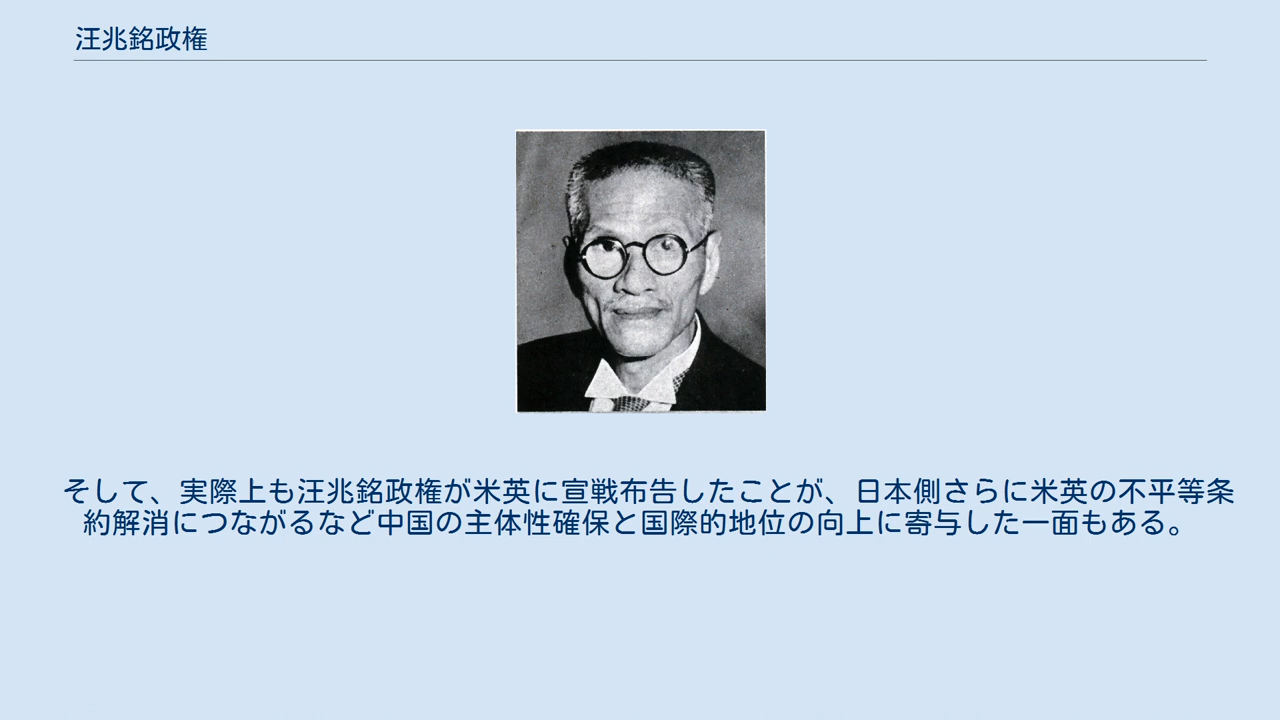 汪兆銘政権
そして、実際上も汪兆銘政権が米英に宣戦布告したことが、日本側さらに米英の不平等条
約解消につながるなど中国の主体性確保と国際的地位の向上に寄与した一面もある。